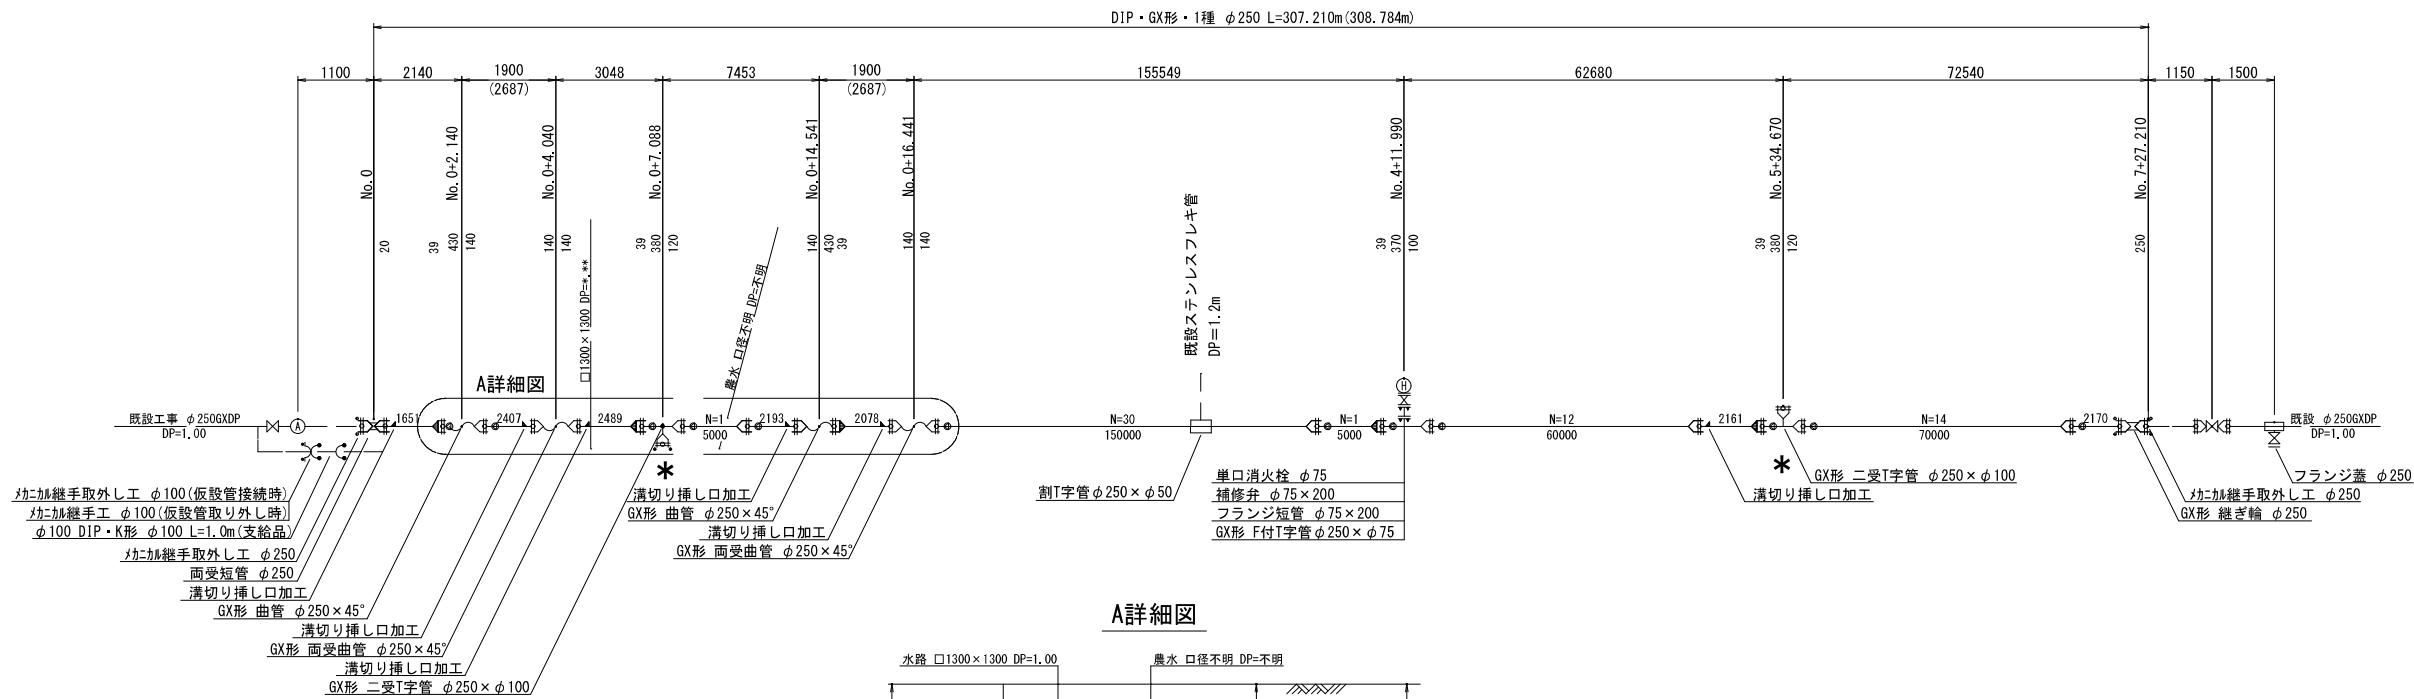 DIP・GX形・1種 φ250 L=307.210m(308.784m)
1100
2140
1900
(2687)
3048
7453
1900
(2687)
155549
62680
72540
1150
1500
No.0
No.0+2.140
No.0+4.040
No.0+7.088
No.0+14.541
No.0+16.441
No.4+11.990
No.5+34.670
No.7+27.210
20
39
430
140
140
140
39
380
120
140
430
39
140
140
39
370
100
39
380
120
250
□1300×1300 DP=*.**
農水 口径不明 DP=不明
既設ステンレスフレキ管
DP=1.2m
A詳細図
既設工事 φ250GXDP
DP=1.00
A
1651
2407
2489
N=1
5000
2193
2078
N=30
150000
N=1
5000
H
N=12
60000
2161
N=14
70000
2170
既設 φ250GXDP
DP=1.00
*
*
メカニカル継手取外し工 φ100(仮設管接続時)
メカニカル継手工 φ100(仮設管取り外し時)
φ100 DIP・K形 φ100 L=1.0m(支給品)
メカニカル継手取外し工 φ250
両受短管 φ250
溝切り挿し口加工
GX形 曲管 φ250×45°
溝切り挿し口加工
GX形 両受曲管 φ250×45°
溝切り挿し口加工
GX形 二受T字管 φ250×φ100
溝切り挿し口加工
GX形 曲管 φ250×45°
溝切り挿し口加工
GX形 両受曲管 φ250×45°
割T字管φ250×φ50
単口消火栓 φ75
補修弁 φ75×200
フランジ短管 φ75×200
GX形 F付T字管φ250×φ75
GX形 二受T字管 φ250×φ100
溝切り挿し口加工
フランジ蓋 φ250
メカニカル継手取外し工 φ250
GX形 継ぎ輪 φ250
A詳細図
水路 □1300×1300 DP=1.00
農水 口径不明 DP=不明